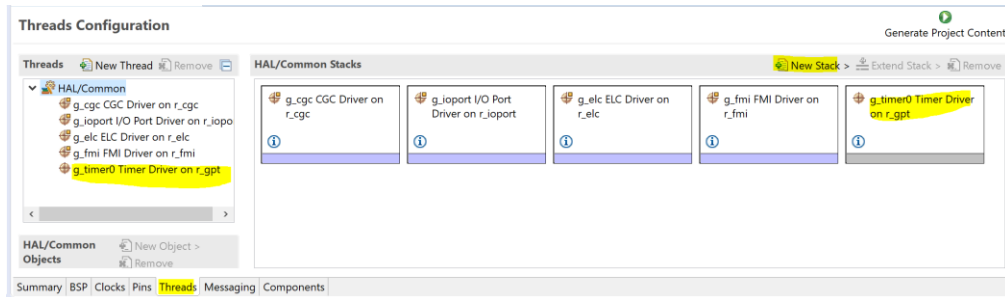 Threads Configuration
Generate Project Content
Threads New Thread Remove
HAL/Common Stacks
New Stack > Extend Stack > Remove
HAL/Common
g_cgc CGC Driver on r_cgc
g_ioport I/O Port Driver on r_iopo
g_elc ELC Driver on r_elc
g_fmi FMI Driver on r_fmi
g_timer0 Timer Driver on r_gpt
g_cgc CGC Driver on
r_cgc
g_ioport I/O Port
Driver on r_ioport
g_elc ELC Driver on
r_elc
g_fmi FMI Driver on
r_fmi
g_timer0 Timer Driver
on r_gpt
HAL/Common
Objects
New Object >
Remove
Summary BSP Clocks Pins Threads Messaging Components